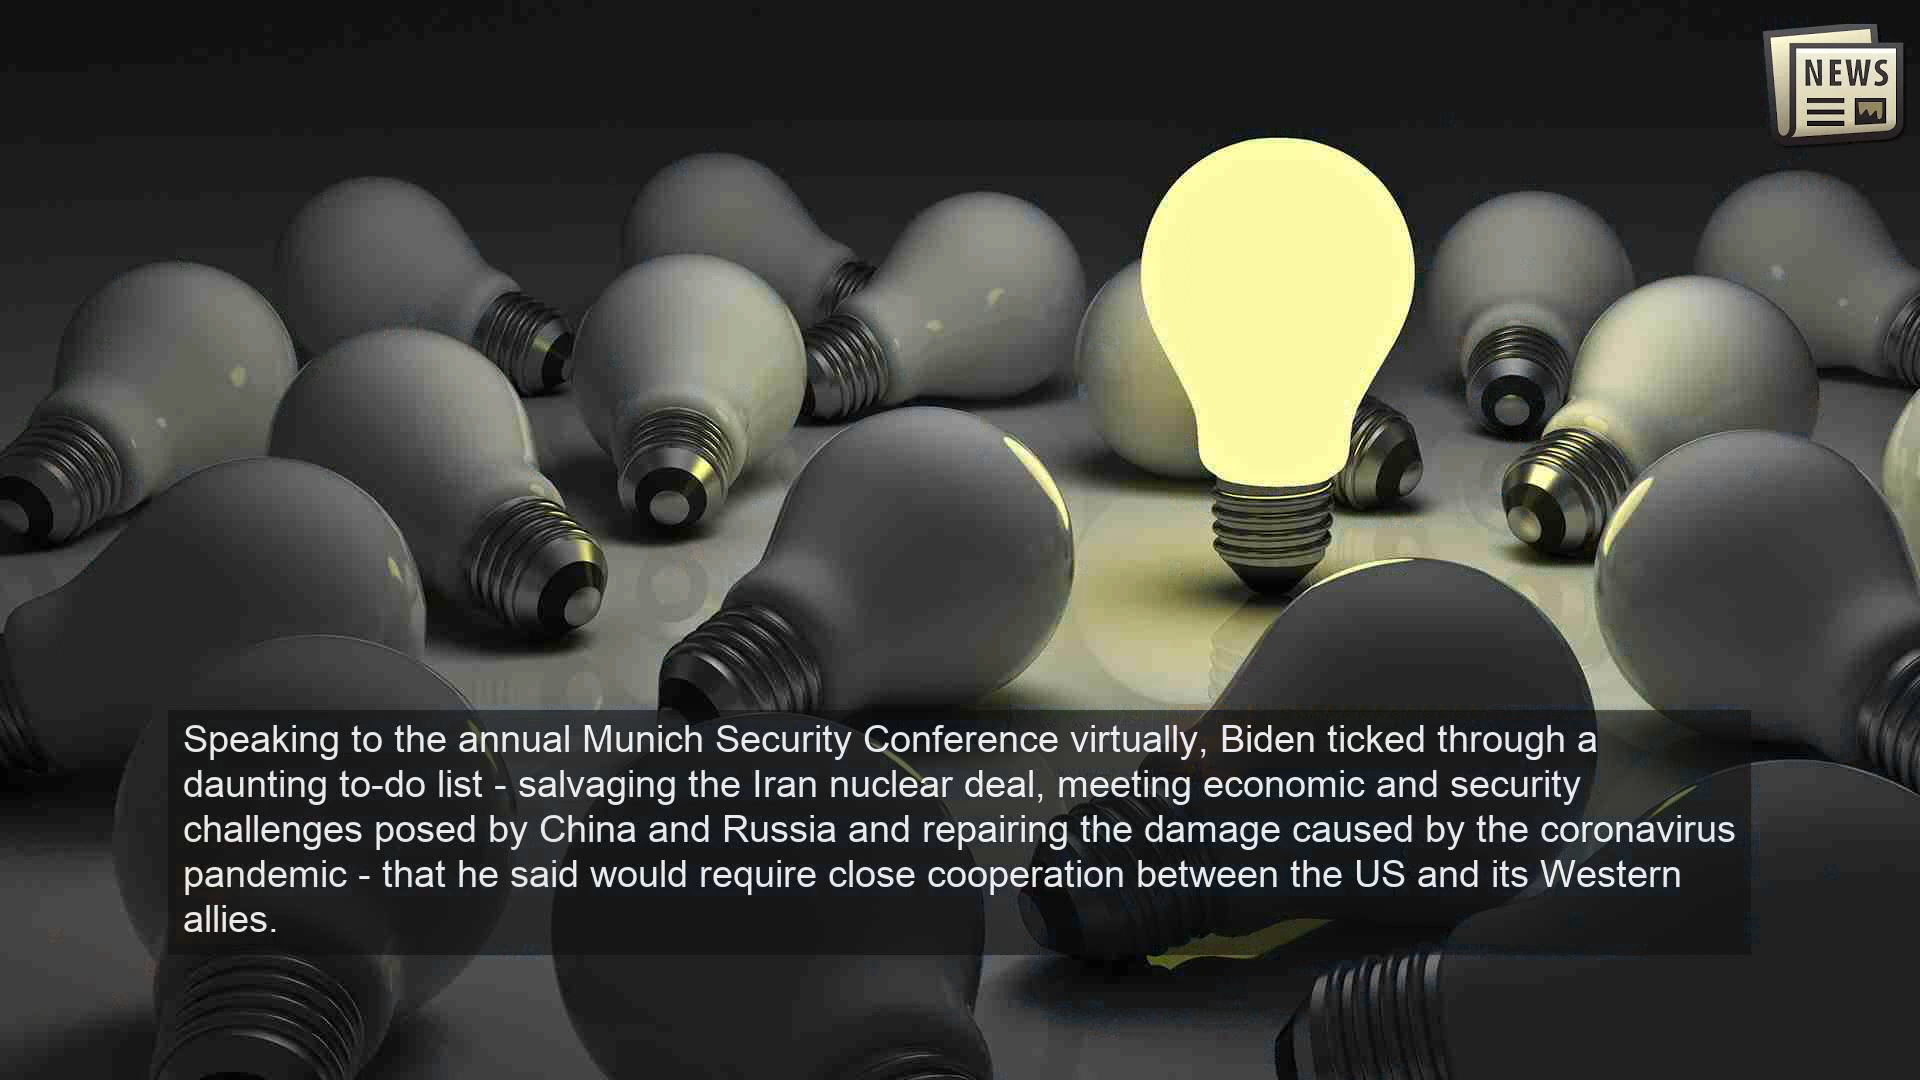 NEWS
Speaking to the annual Munich Security Conference virtually, Biden ticked through a
daunting to-do list - salvaging the Iran nuclear deal, meeting economic and security
challenges posed by China and Russia and repairing the damage caused by the coronavirus
pandemic - that he said would require close cooperation between the US and its Western
allies.